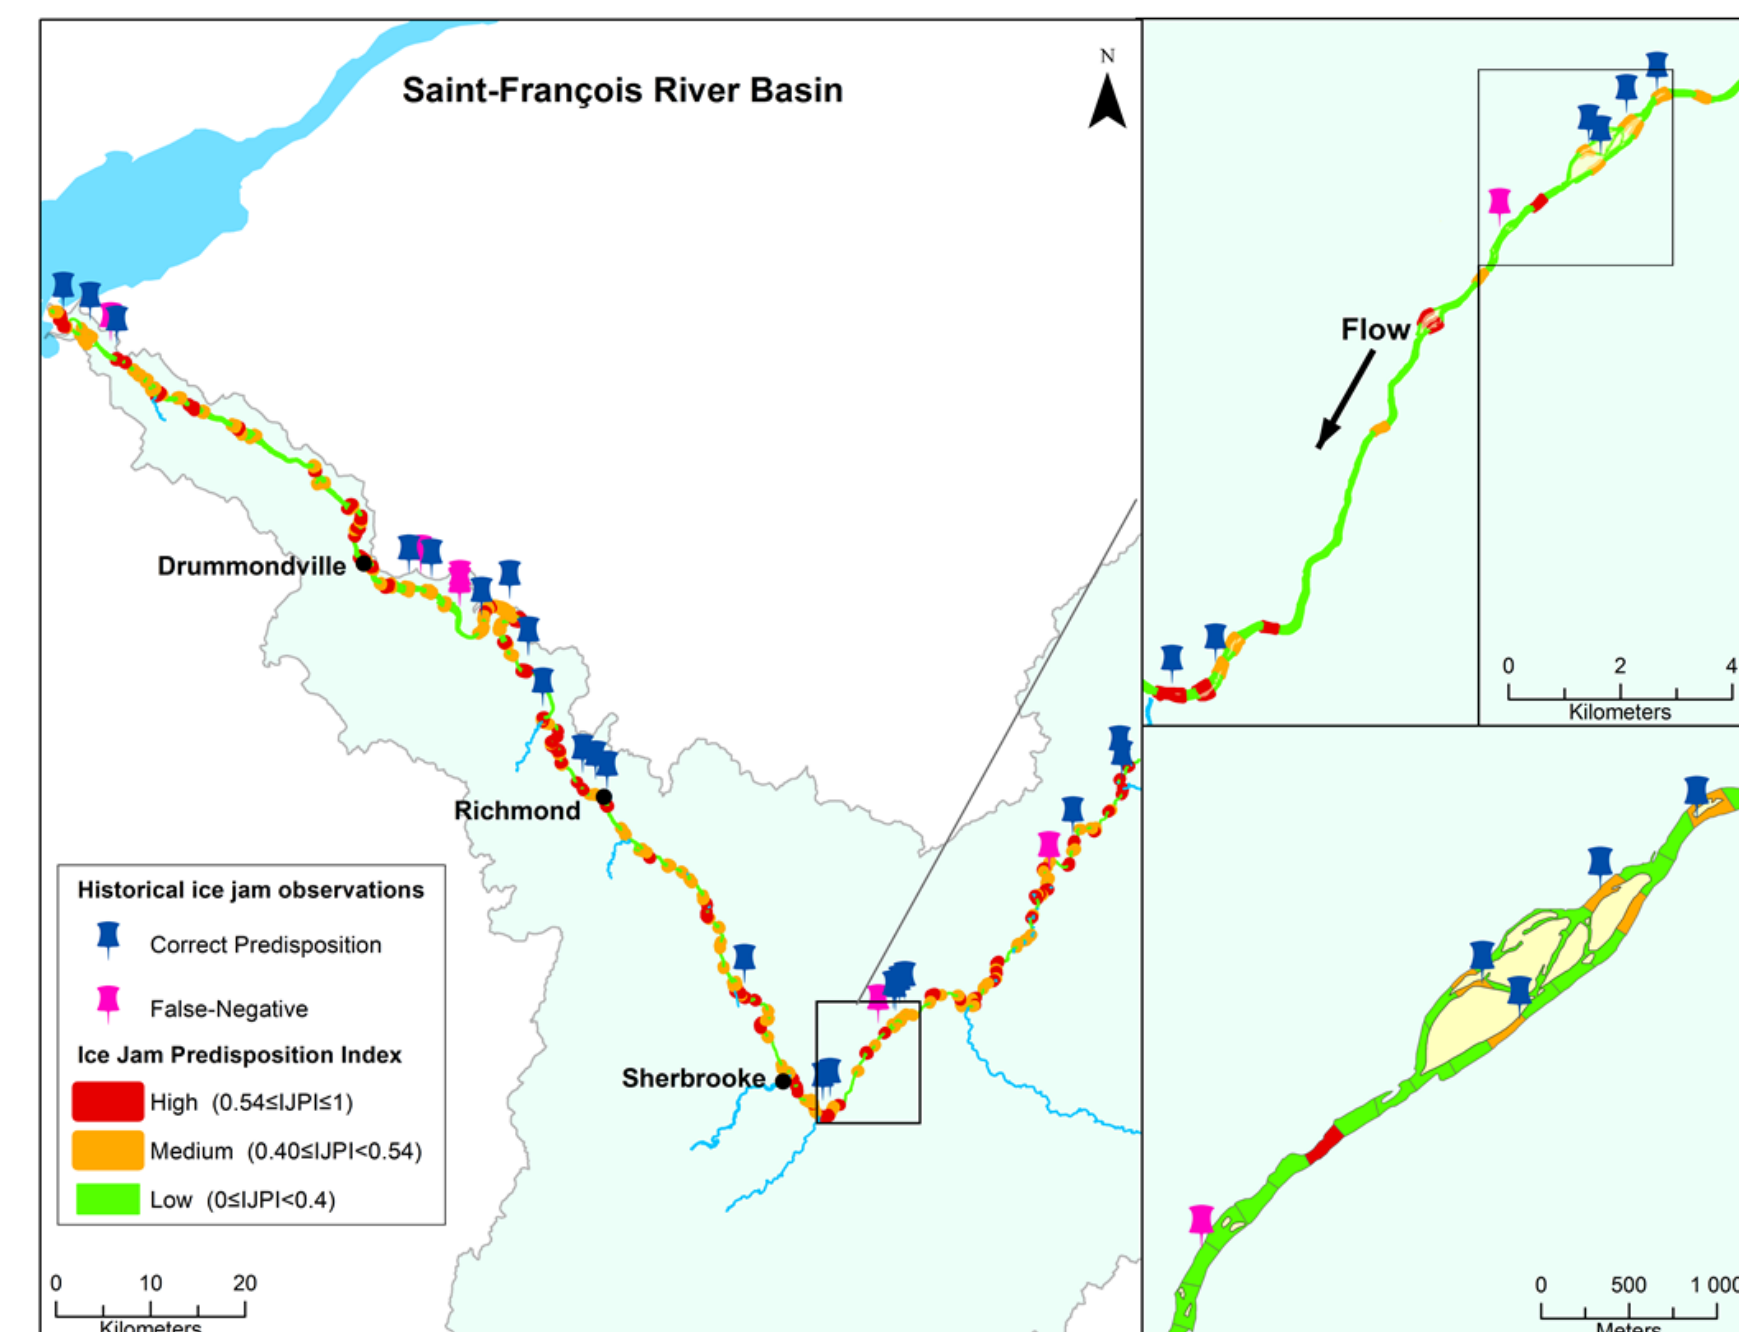 Saint-François River Basin
N
Drummondville
Richmond
Sherbrooke
Historical ice jam observations
Correct Predisposition
False-Negative
Ice Jam Predisposition Index
High (0.54≤IJPI≤1)
Medium (0.40≤IJPI<0.54)
Low (0≤IJPI<0.4)
0 10 20
Kilometers
Flow
0 2 4
Kilometers
0 500 1 000
Meters